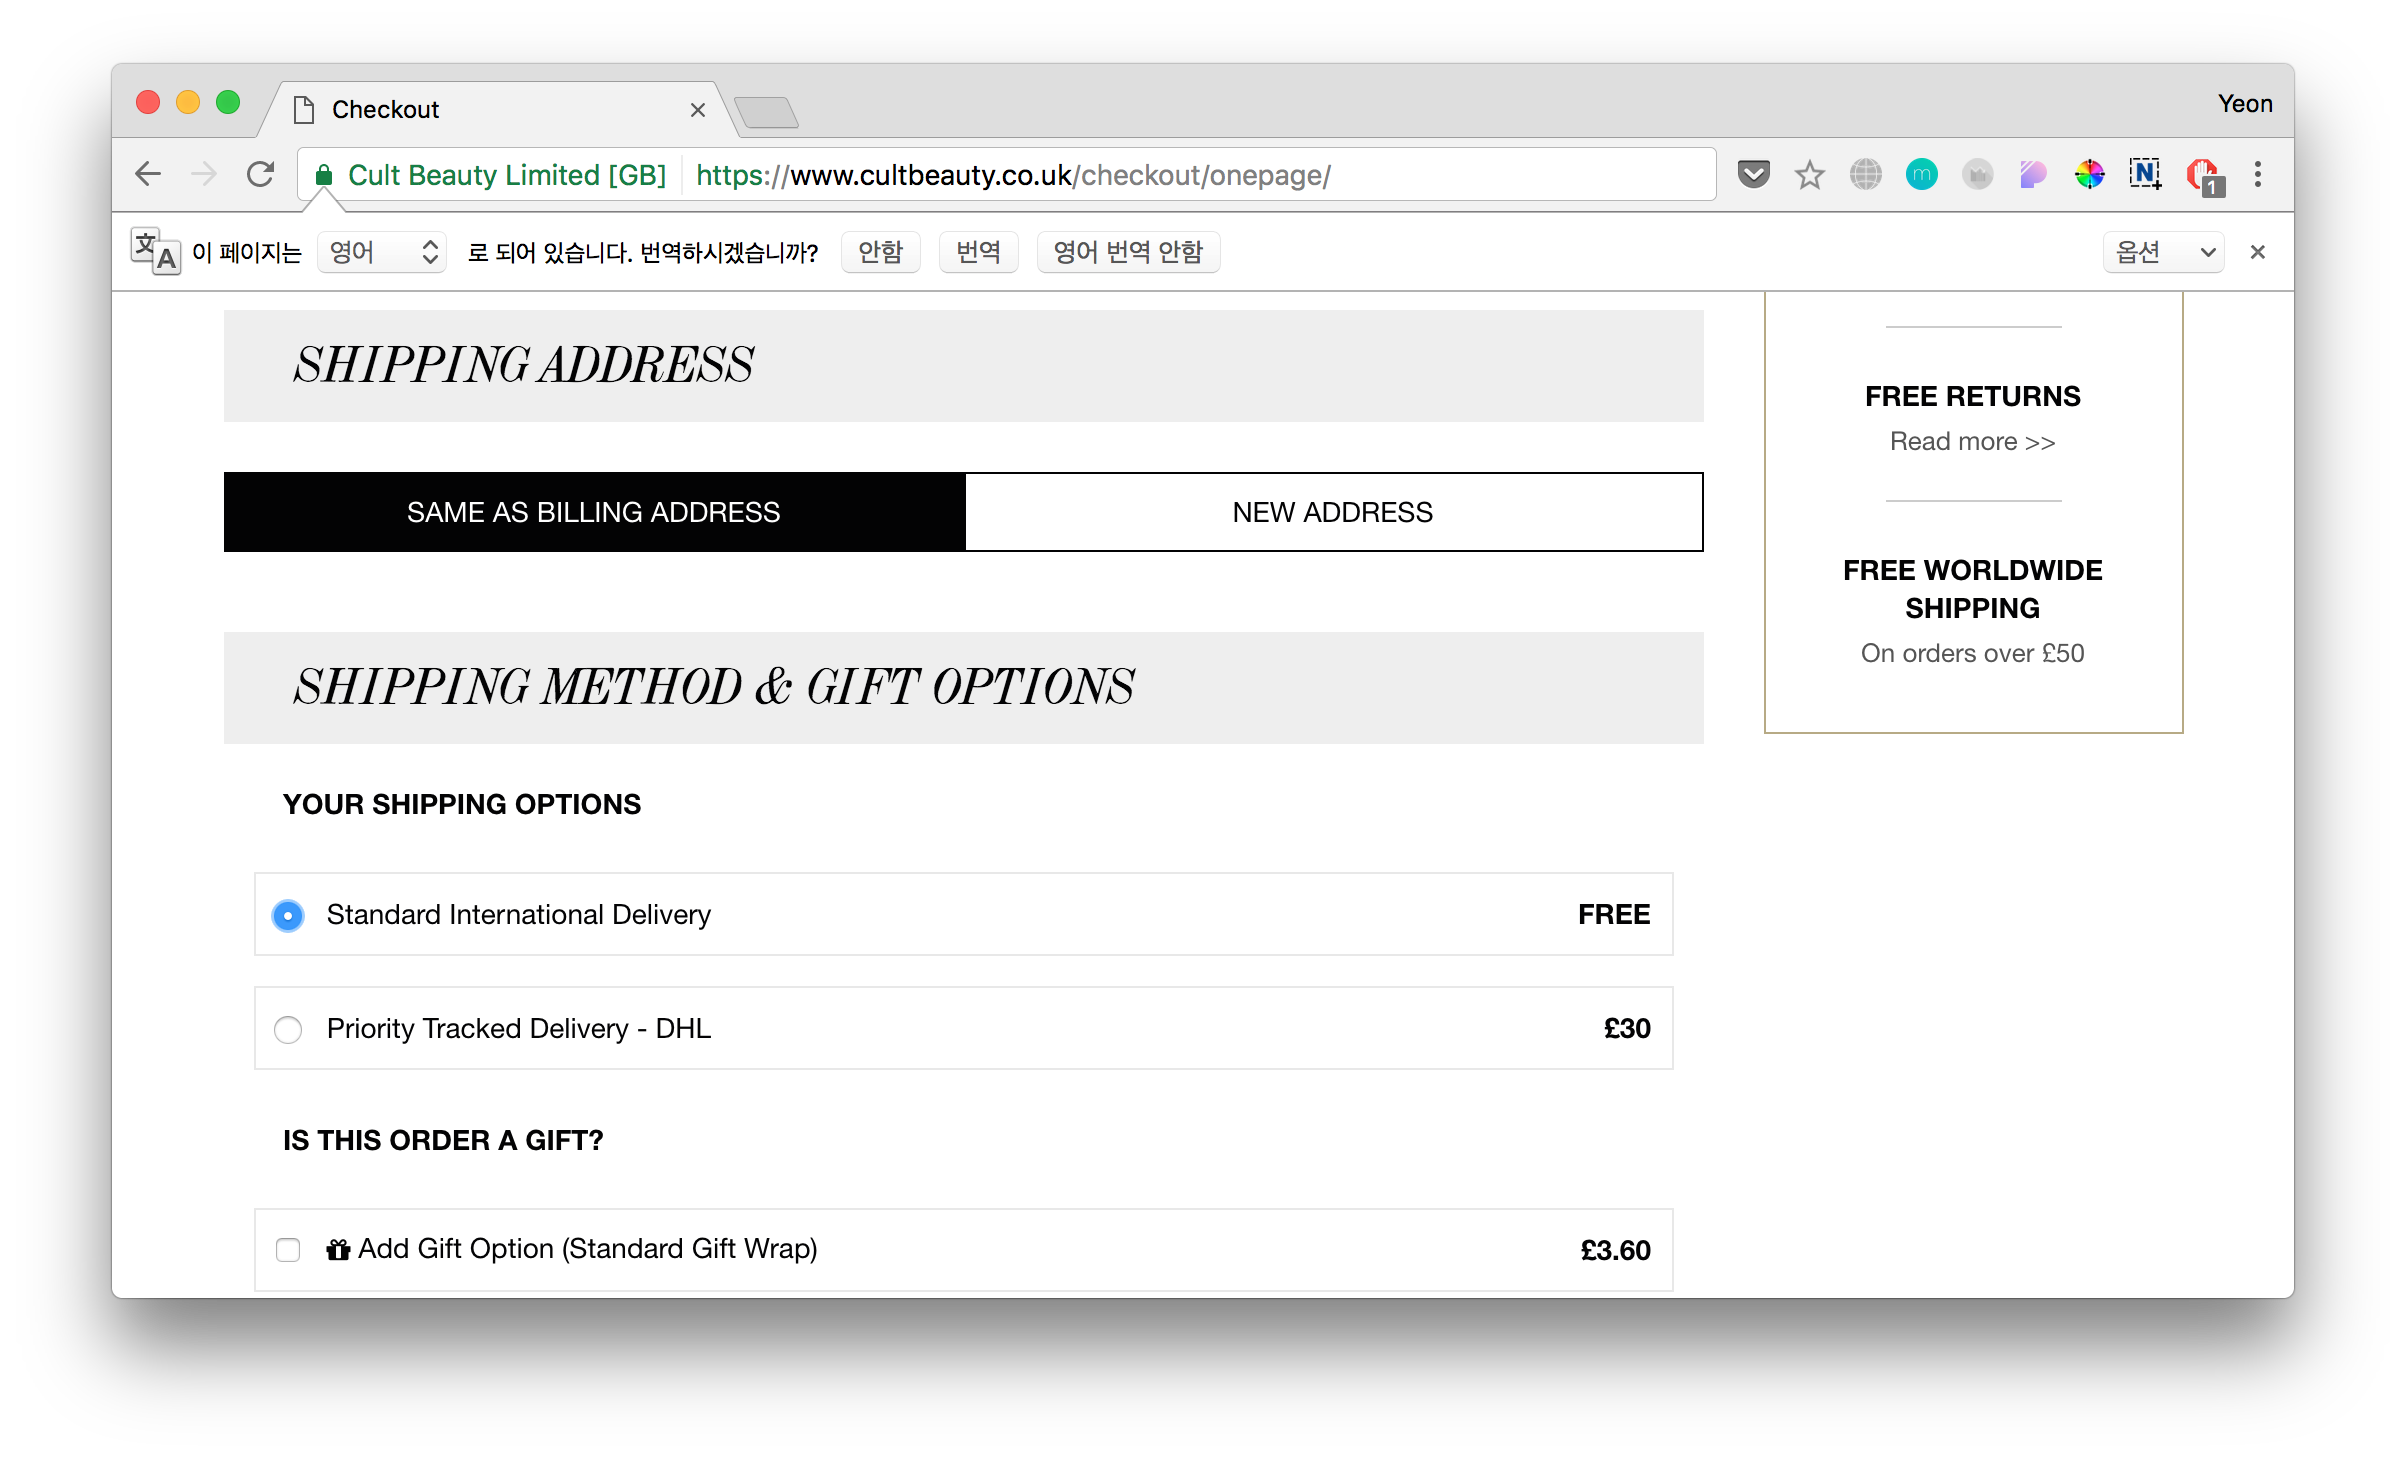 Checkout
Yeon
Cult Beauty Limited [GB] https://www.cultbeauty.co.uk/checkout/onepage/
m
N
1
文A 이 페이지는 영어 로 되어 있습니다. 번역하시겠습니까? 안함 번역 영어 번역 안함 옵션
SHIPPING ADDRESS
SAME AS BILLING ADDRESS NEW ADDRESS
SHIPPING METHOD & GIFT OPTIONS
YOUR SHIPPING OPTIONS
Standard International Delivery FREE
Priority Tracked Delivery - DHL £30
IS THIS ORDER A GIFT?
Add Gift Option (Standard Gift Wrap) £3.60
FREE RETURNS
Read more >>
FREE WORLDWIDE
SHIPPING
On orders over £50